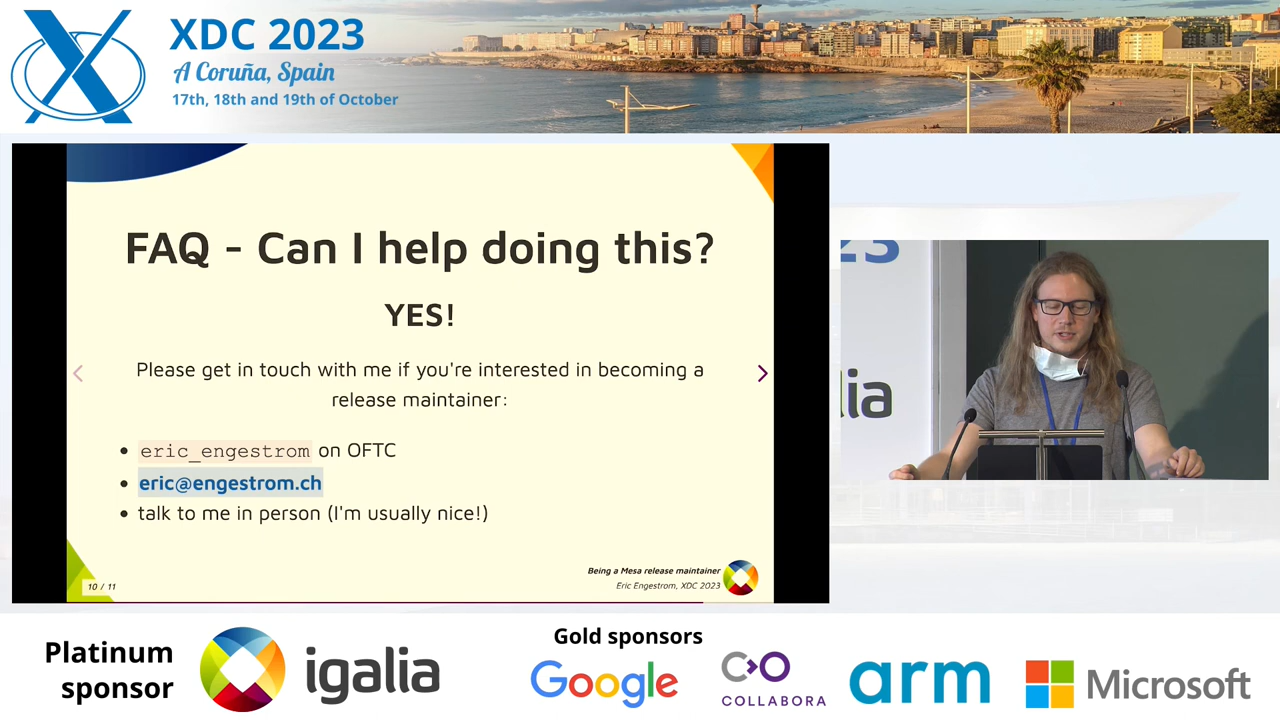 XDC 2023
A Coruña, Spain
17th, 18th and 19th of October
FAQ - Can I help doing this?
YES!
Please get in touch with me if you're interested in becoming a
release maintainer:
eric_engestrom on OFTC
eric@engestrom.ch
talk to me in person (I'm usually nice!)
Being a Mesa release maintainer
Eric Engestrom, XDC 2023
10 / 11
23
lia
Platinum
sponsor
igalia
Gold sponsors
Google
COLLABORA
arm
Microsoft